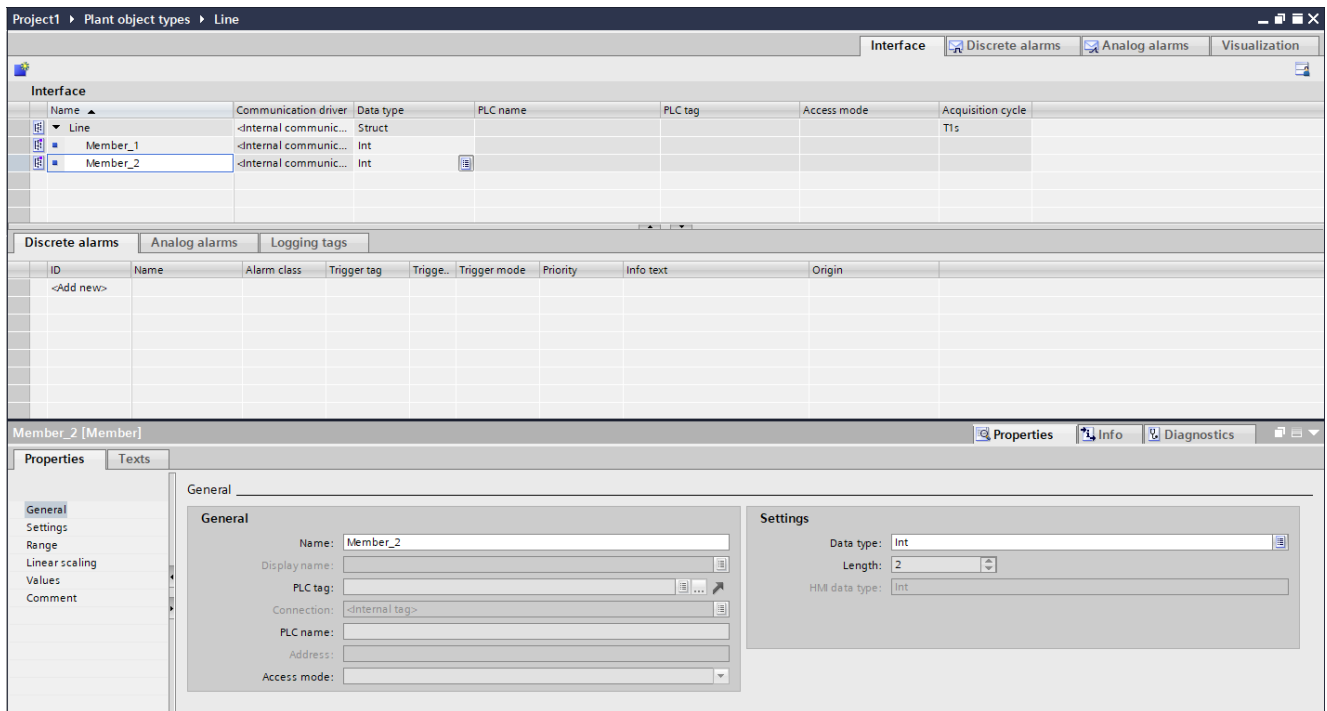 Project1 ▸ Plant object types ▸ Line
Interface Discrete alarms Analog alarms Visualization
Interface
Name Communication driver Data type PLC name PLC tag Access mode Acquisition cycle
Line <Internal communic... Struct T1s
Member_1 <Internal communic... Int
Member_2 <Internal communic... Int
Discrete alarms Analog alarms Logging tags
ID Name Alarm class Trigger tag Trigge.. Trigger mode Priority Info text Origin
<Add new>
Member_2 [Member] Properties Info Diagnostics
Properties Texts
General
General
Settings
Range
Linear scaling
Values
Comment
General
Name: Member_2
Display name:
PLC tag: ...
Connection: <Internal tag>
PLC name:
Address:
Access mode:
Settings
Data type: Int
Length: 2
HMI data type: Int